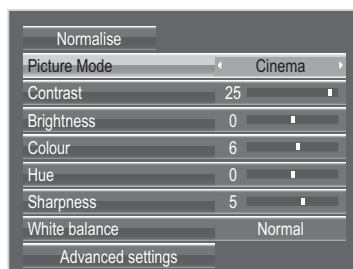 Normalise
Picture Mode Cinema
Contrast 25
Brightness 0
Colour 6
Hue 0
Sharpness 5
White balance Normal
Advanced settings